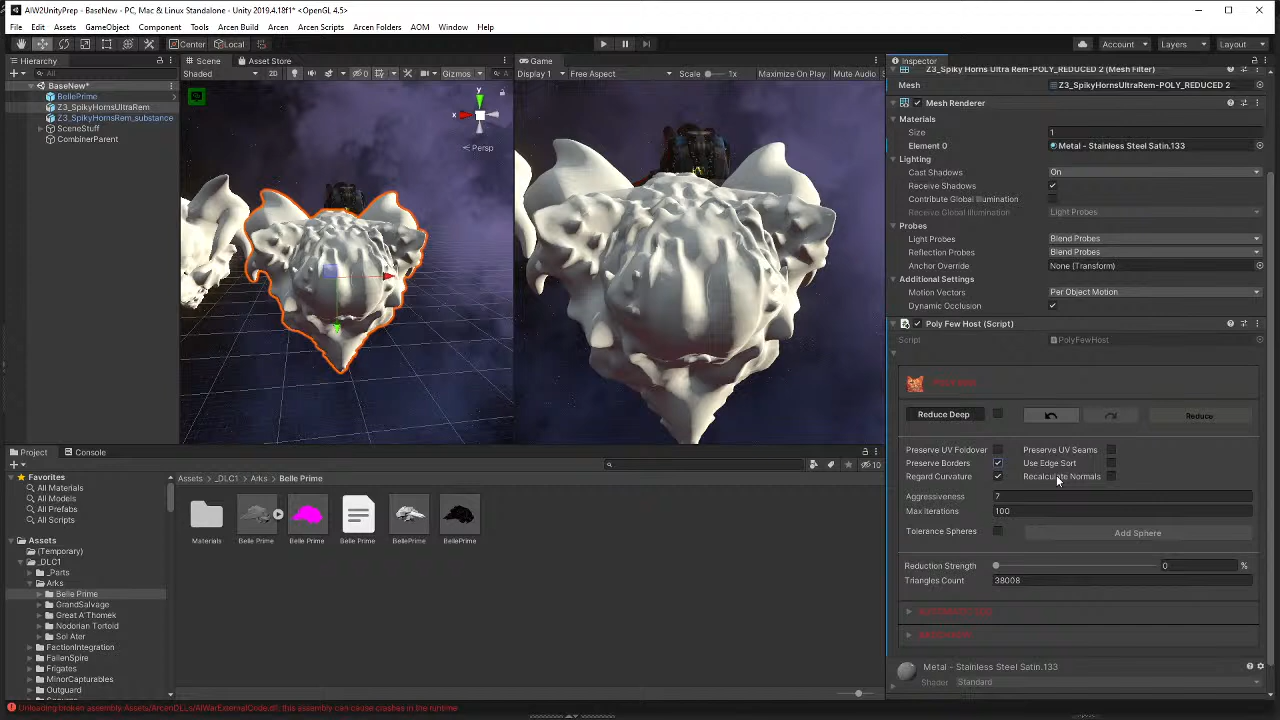 AIW2UnityPrep - BaseNew - PC, Mac & Linux Standalone - Unity 2019.4.18f1* <OpenGL 4.5>
File Edit Assets GameObject Component Tools Arcen Build Arcen Arcen Folders AOM Window Help
Center Local Account Layers Layout
Hierarchy
All
BaseNew*
BellePrime
Z3_SpikyHornsUltraRem
Z3_SpikyHornsRem_substance
SceneStuff
CombinerParent
Scene Asset Store
Shaded 2D 0 Gizmos All
y
x
Persp
Game
Display 1 Free Aspect Scale 1x Maximize On Play Mute Audio
Inspector
Z3_Spiky Horns Ultra Rem-POLY_REDUCED 2 (Mesh Filter)
Mesh Z3_SpikyHornsUltraRem-POLY_REDUCED 2
Mesh Renderer
Materials
Size 1
Element 0 Metal - Stainless Steel Satin.133
Lighting
Cast Shadows On
Receive Shadows
Contribute Global Illumination
Receive Global Illumination Light Probes
Probes
Light Probes Blend Probes
Reflection Probes Blend Probes
Anchor Override None (Transform)
Additional Settings
Motion Vectors Per Object Motion
Dynamic Occlusion
Poly Few Host (Script)
Script PolyFewHost
Reduce Deep Reduce
Preserve UV Foldover Preserve UV Seams
Preserve Borders Use Edge Sort
Regard Curvature Recalculate Normals
Aggressiveness 7
Max Iterations 100
Tolerance Spheres Add Sphere
Reduction Strength 0 %
Triangles Count 38008
Metal - Stainless Steel Satin.133
Shader Standard
Project Console
10
Favorites
All Materials
All Models
All Prefabs
All Scripts
Assets
(Temporary)
_DLC1
_Parts
Arks
Belle Prime
GrandSalvage
Great A'Thomek
Nodorian Tortoid
Sol Ater
FactionIntegration
FallenSpire
Frigates
MinorCapturables
Outguard
Assets > _DLC1 > Arks > Belle Prime
Materials Belle Prime Belle Prime Belle Prime BellePrime BellePrime
Unloading broken assembly Assets/ArcenDLLs/AIWarExternalCode.dll, this assembly can cause crashes in the runtime